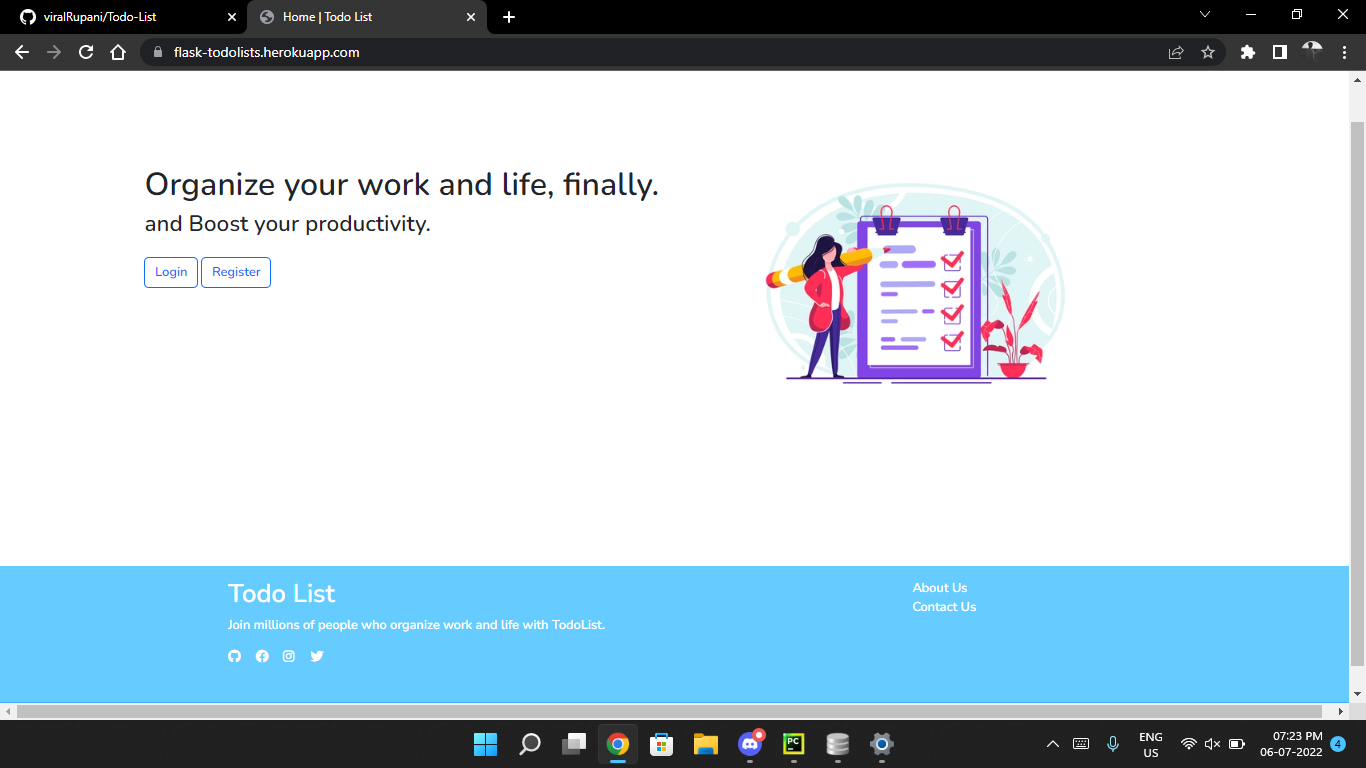 viralRupani/Todo-List
Home | Todo List
flask-todolists.herokuapp.com
Organize your work and life, finally.
and Boost your productivity.
Login Register
Todo List
Join millions of people who organize work and life with TodoList.
About Us
Contact Us
PC
ENG
US
07:23 PM
06-07-2022
4